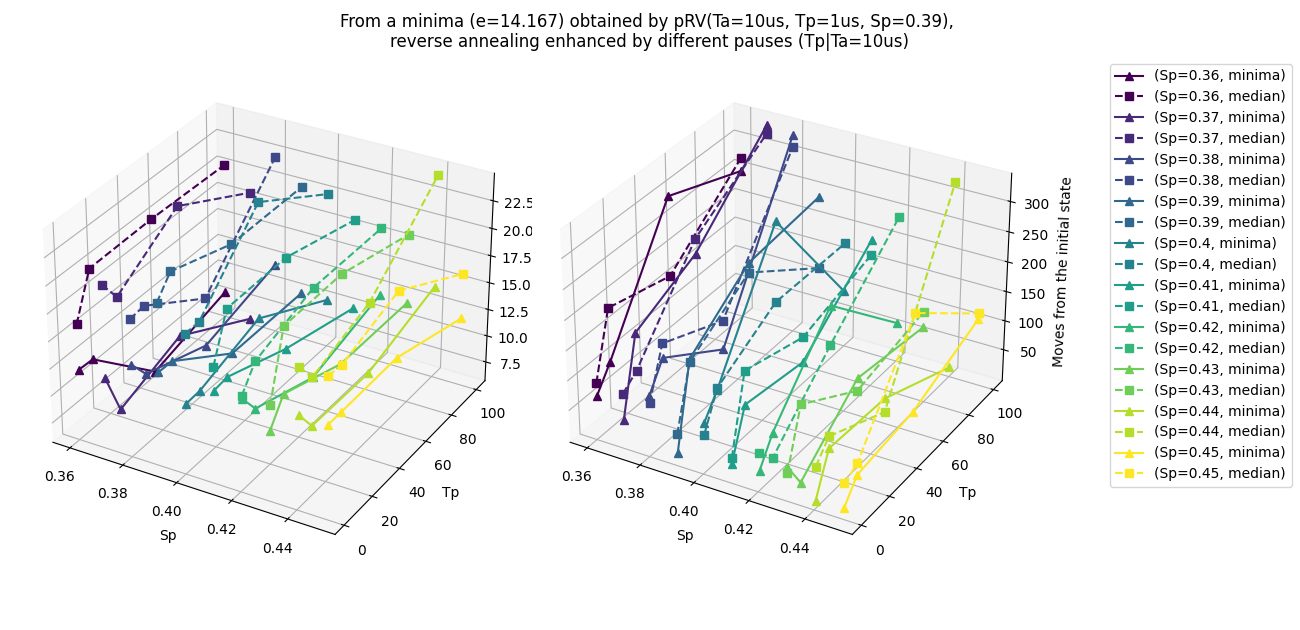 From a minima (e=14.167) obtained by pRV(Ta=10us, Tp=1us, Sp=0.39),
reverse annealing enhanced by different pauses (Tp|Ta=10us)
0.36
0.38
0.40
0.42
0.44
Sp
0
20
40
60
80
100
Tp
7.5
10.0
12.5
15.0
17.5
20.0
22.5
0.36
0.38
0.40
0.42
0.44
Sp
0
20
40
60
80
100
Tp
50
100
150
200
250
300
Moves from the initial state
(Sp=0.36, minima)
(Sp=0.36, median)
(Sp=0.37, minima)
(Sp=0.37, median)
(Sp=0.38, minima)
(Sp=0.38, median)
(Sp=0.39, minima)
(Sp=0.39, median)
(Sp=0.4, minima)
(Sp=0.4, median)
(Sp=0.41, minima)
(Sp=0.41, median)
(Sp=0.42, minima)
(Sp=0.42, median)
(Sp=0.43, minima)
(Sp=0.43, median)
(Sp=0.44, minima)
(Sp=0.44, median)
(Sp=0.45, minima)
(Sp=0.45, median)